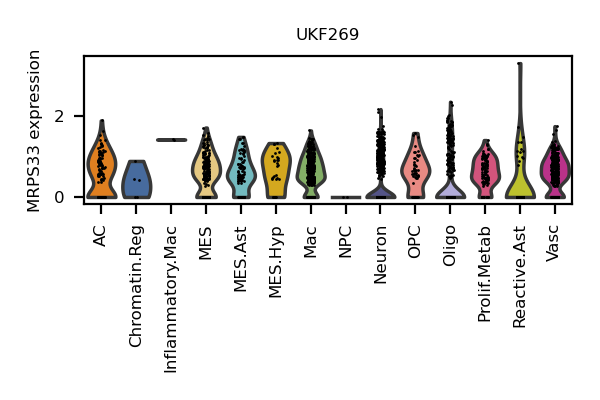 UKF269
MRPS33 expression
2
0
AC
Chromatin.Reg
Inflammatory.Mac
MES
MES.Ast
MES.Hyp
Mac
NPC
Neuron
OPC
Oligo
Prolif.Metab
Reactive.Ast
Vasc